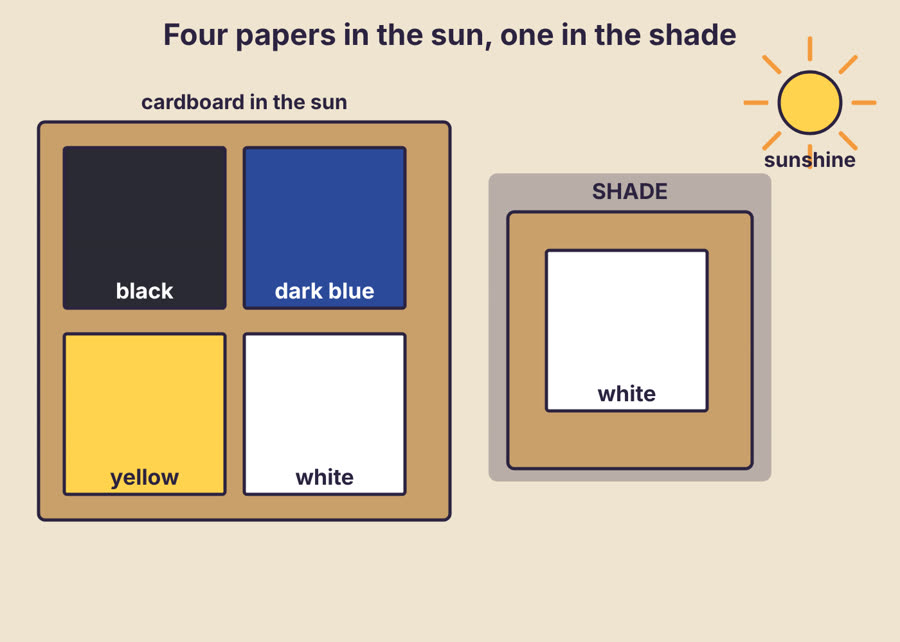 Four papers in the sun, one in the shade
cardboard in the sun
sunshine
SHADE
black
dark blue
white
yellow
white